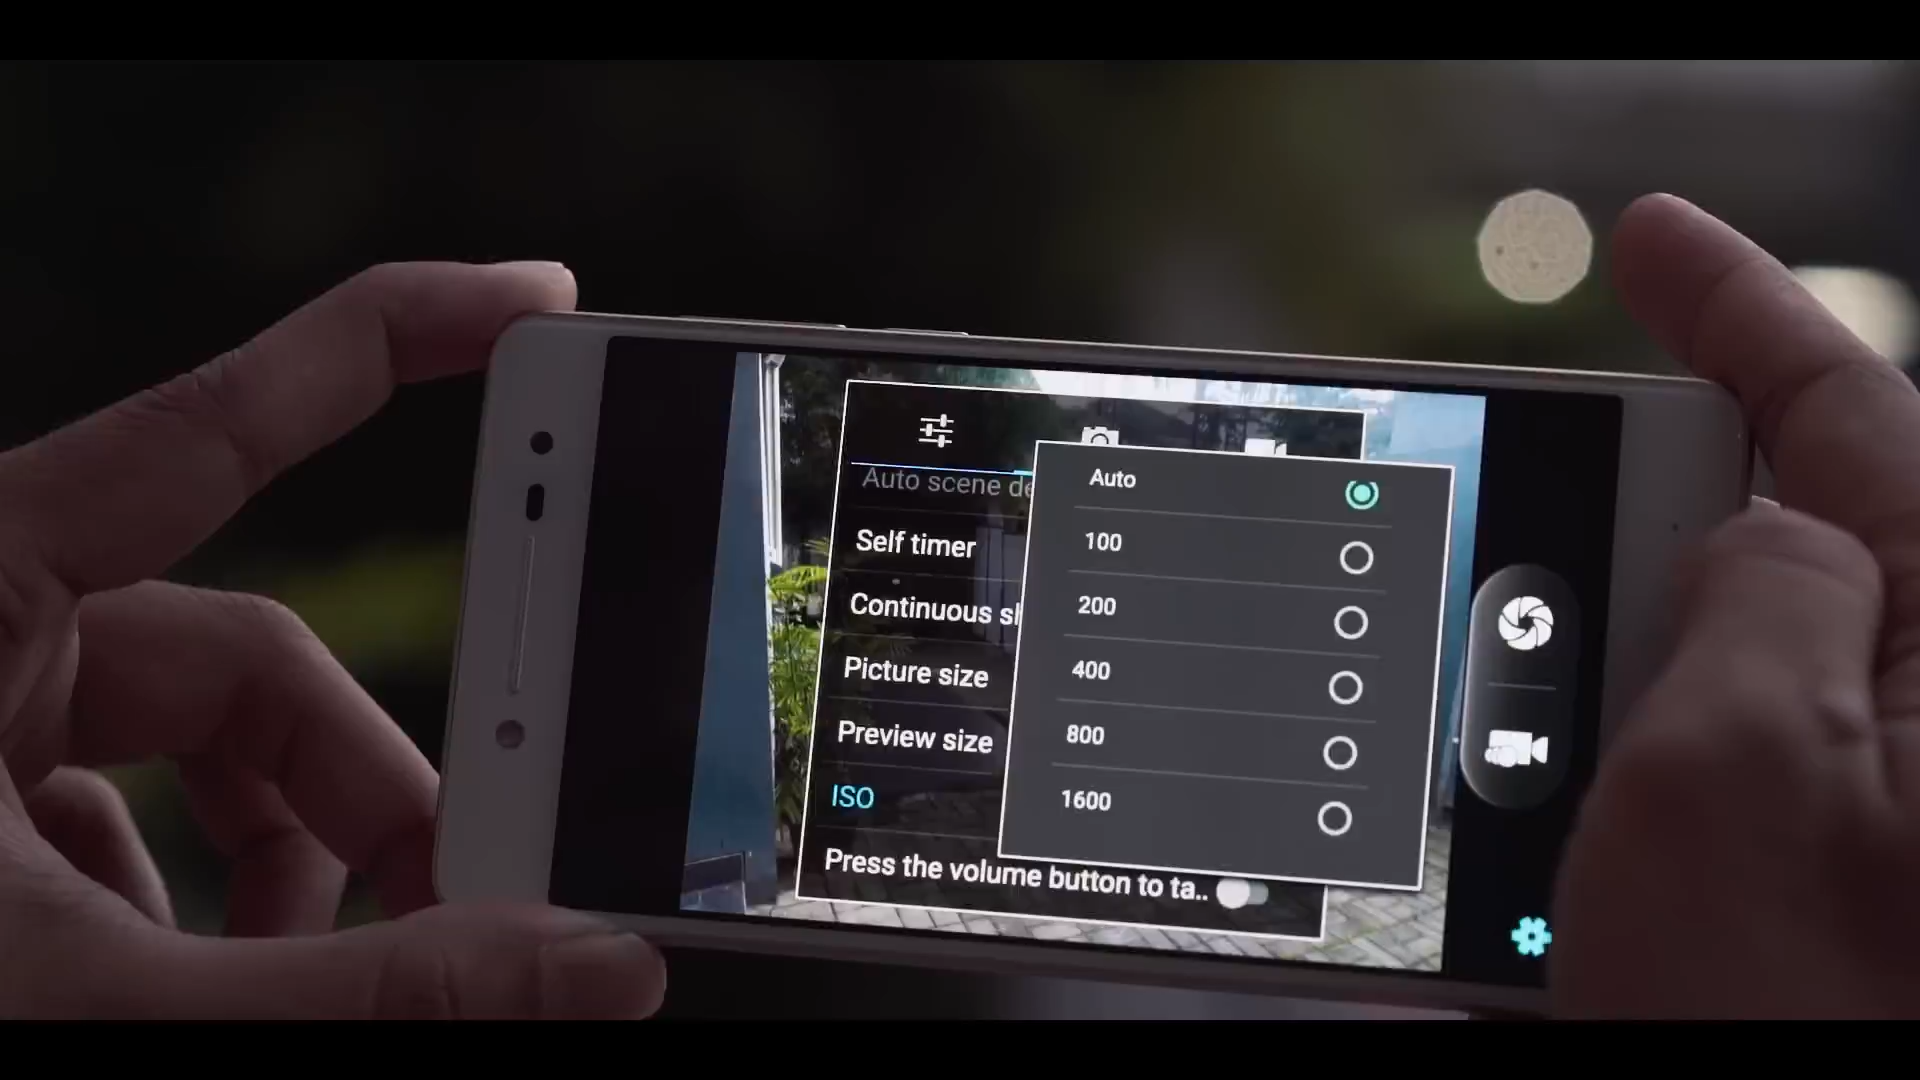 Auto scene de
Self timer
Continuous sh
Picture size
Preview size
ISO
Press the volume button to ta..
Auto
100
200
400
800
1600